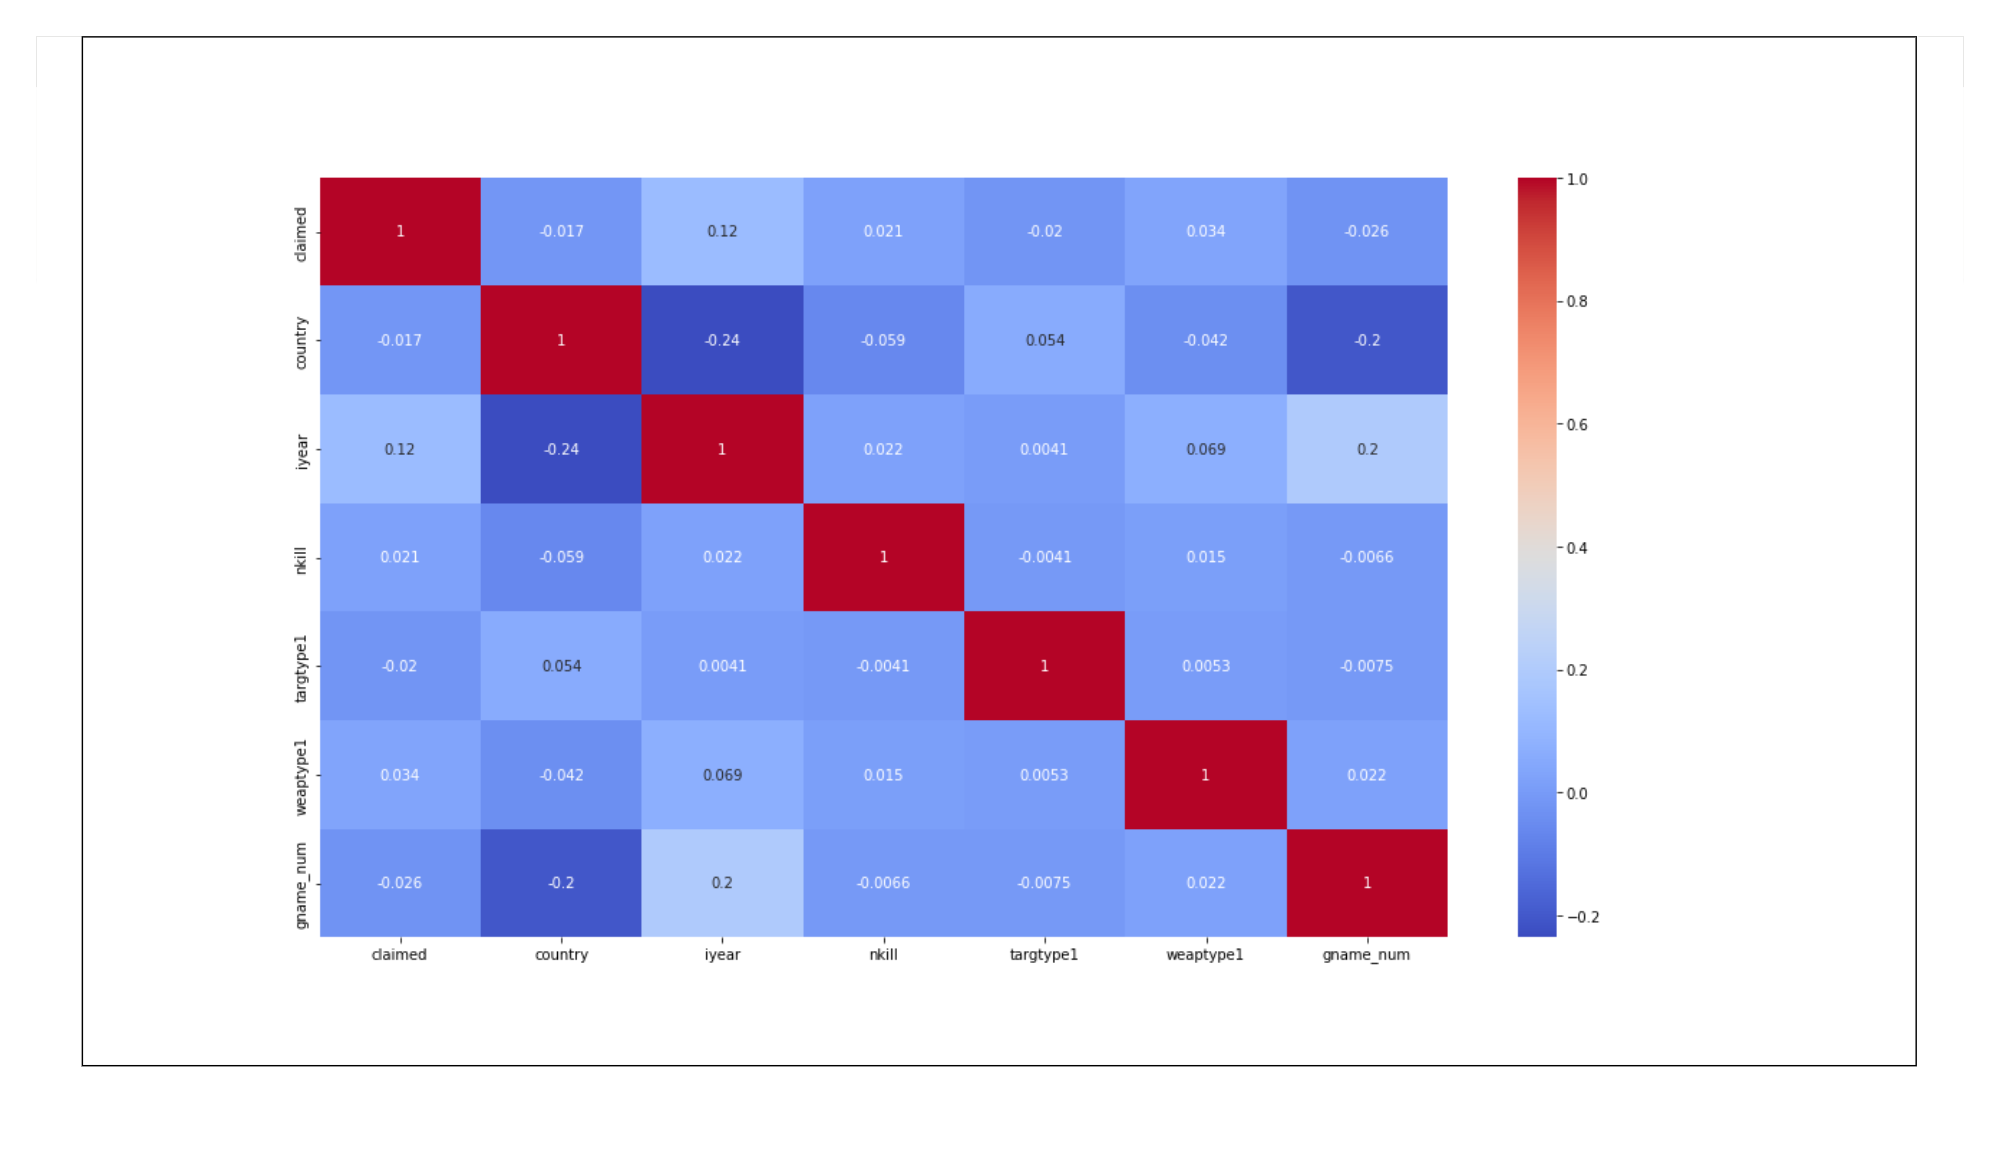 claimed 1 -0.017 0.12 0.021 -0.02 0.034 -0.026
country -0.017 1 -0.24 -0.059 0.054 -0.042 -0.2
iyear 0.12 -0.24 1 0.022 0.0041 0.069 0.2
nkill 0.021 -0.059 0.022 1 -0.0041 0.015 -0.0066
targtype1 -0.02 0.054 0.0041 -0.0041 1 0.0053 -0.0075
weaptype1 0.034 -0.042 0.069 0.015 0.0053 1 0.022
gname_num -0.026 -0.2 0.2 -0.0066 -0.0075 0.022 1
claimed country iyear nkill targtype1 weaptype1 gname_num
1.0
0.8
0.6
0.4
0.2
0.0
−0.2